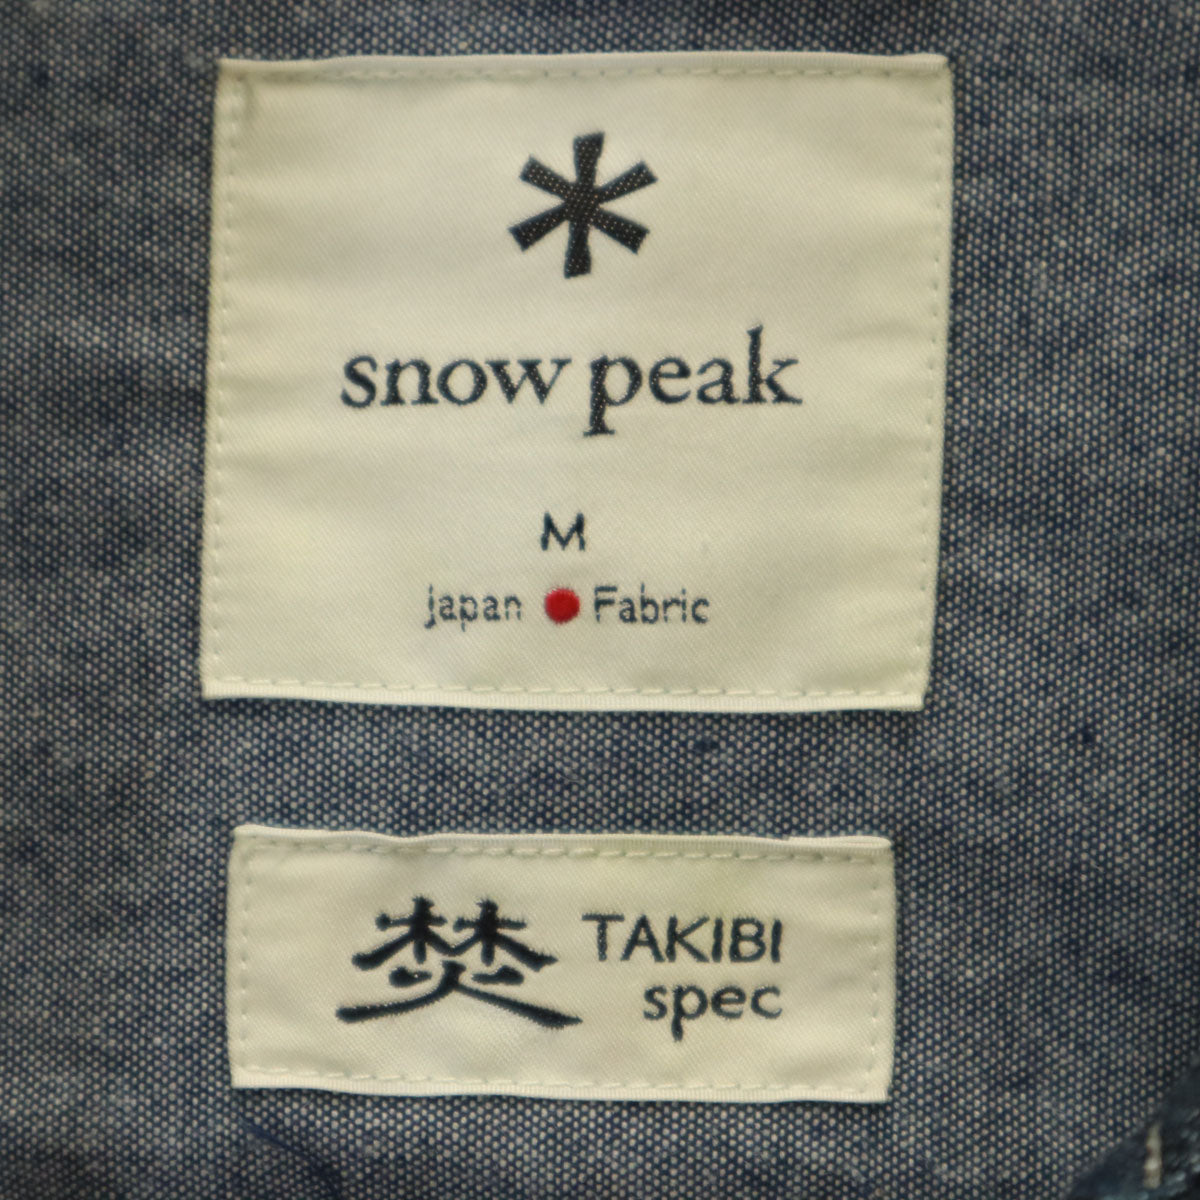 snow peak
M
Japan Fabric
焚 TAKIBI
spec